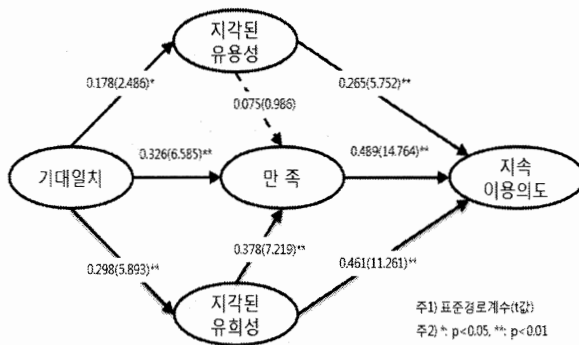 지각된
유용성
0.178(2.486)*
0.265(5.752)**
0.075(0.986)
0.326(6.585)**
0.489(14.764)**
기대일치
만 족
지속
이용의도
0.378(7.219)**
0.298(5.893)**
0.461(11.261)**
지각된
유희성
주1) 표준경로계수(t값)
주2) *: p<0.05, **: p<0.01